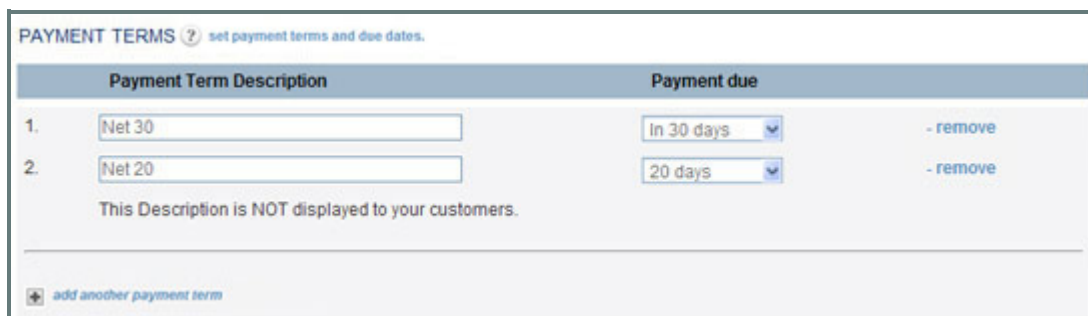 PAYMENT TERMS ? set payment terms and due dates.
Payment Term Description Payment due
1. Net 30 In 30 days - remove
2. Net 20 20 days - remove
This Description is NOT displayed to your customers.
+ add another payment term